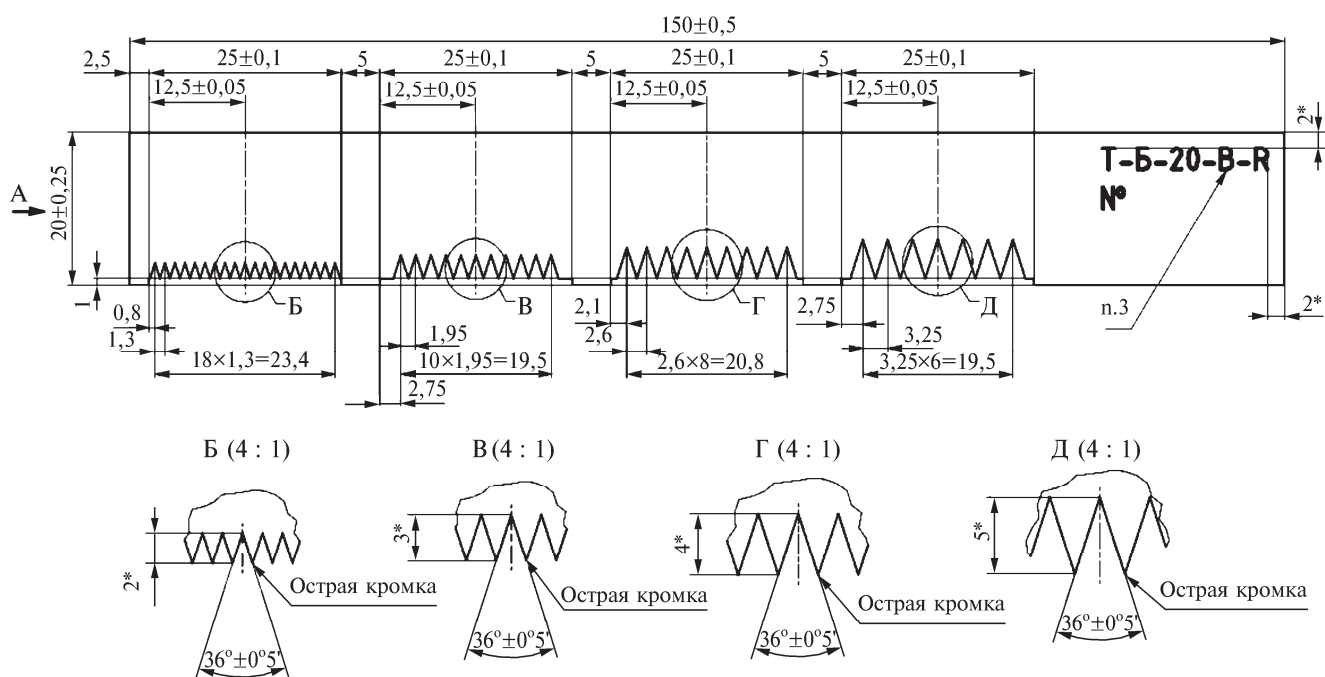 150±0,5
2,5 25±0,1 5 25±0,1 5 25±0,1 5 25±0,1
12,5±0,05 12,5±0,05 12,5±0,05 12,5±0,05
2*
20±0,25
А
Т-Б-20-В-R
№
1
Б В Г Д
n.3
2*
0,8
1,3
1,95
2,1
2,6
2,75
3,25
18×1,3=23,4
10×1,95=19,5
2,6×8=20,8
3,25×6=19,5
2,75
Б (4 : 1) В (4 : 1) Г (4 : 1) Д (4 : 1)
2* 3* 4* 5*
Острая кромка Острая кромка Острая кромка Острая кромка
36°±0°5' 36°±0°5' 36°±0°5' 36°±0°5'